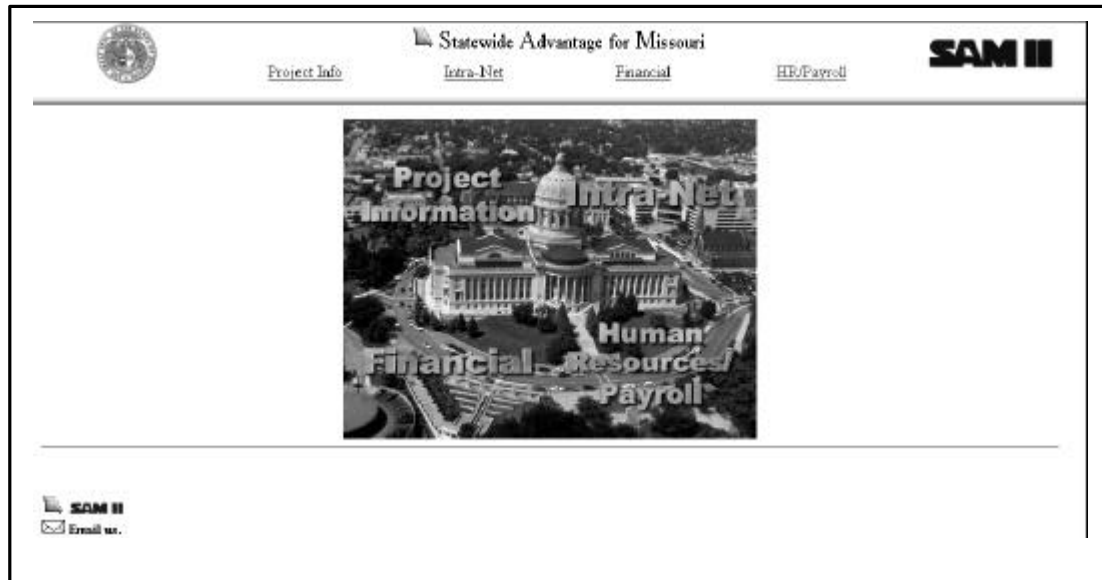 Statewide Advantage for Missouri
SAM II
Project Info Intra-Net Financial HR/Payroll
Project
Information
Intra-Net
Financial
Human
Resources/
Payroll
SAM II
Email us.